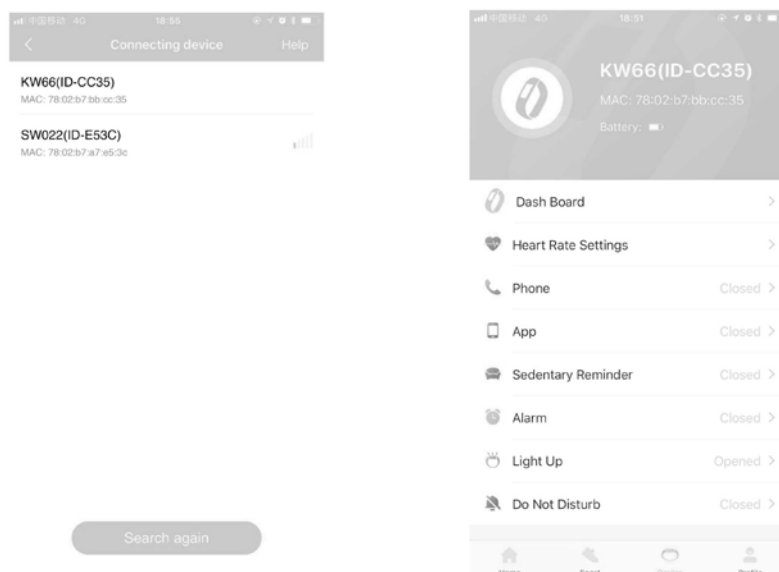 中国移动 4G 18:55
Connecting device Help
KW66(ID-CC35)
MAC: 78:02:b7:bb:cc:35
SW022(ID-E53C)
MAC: 78:02:b7:a7:e5:3c
Search again
中国移动 4G 18:51
KW66(ID-CC35)
MAC: 78:02:b7:bb:cc:35
Battery:
Dash Board
Heart Rate Settings
Phone Closed
App Closed
Sedentary Reminder Closed
Alarm Closed
Light Up Opened
Do Not Disturb Closed
Home Sport Device Profile